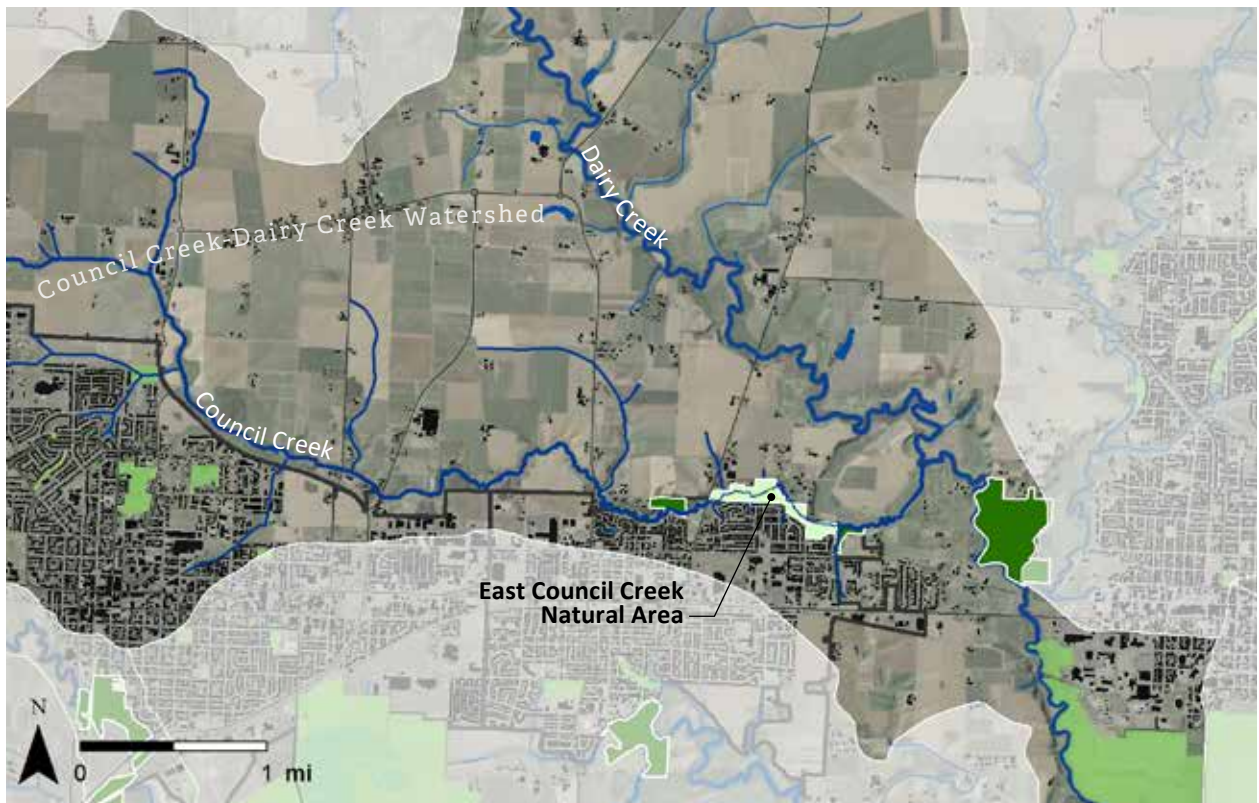 Dairy Creek
Council Creek-Dairy Creek Watershed
Council Creek
East Council Creek
Natural Area
N
0 1 mi